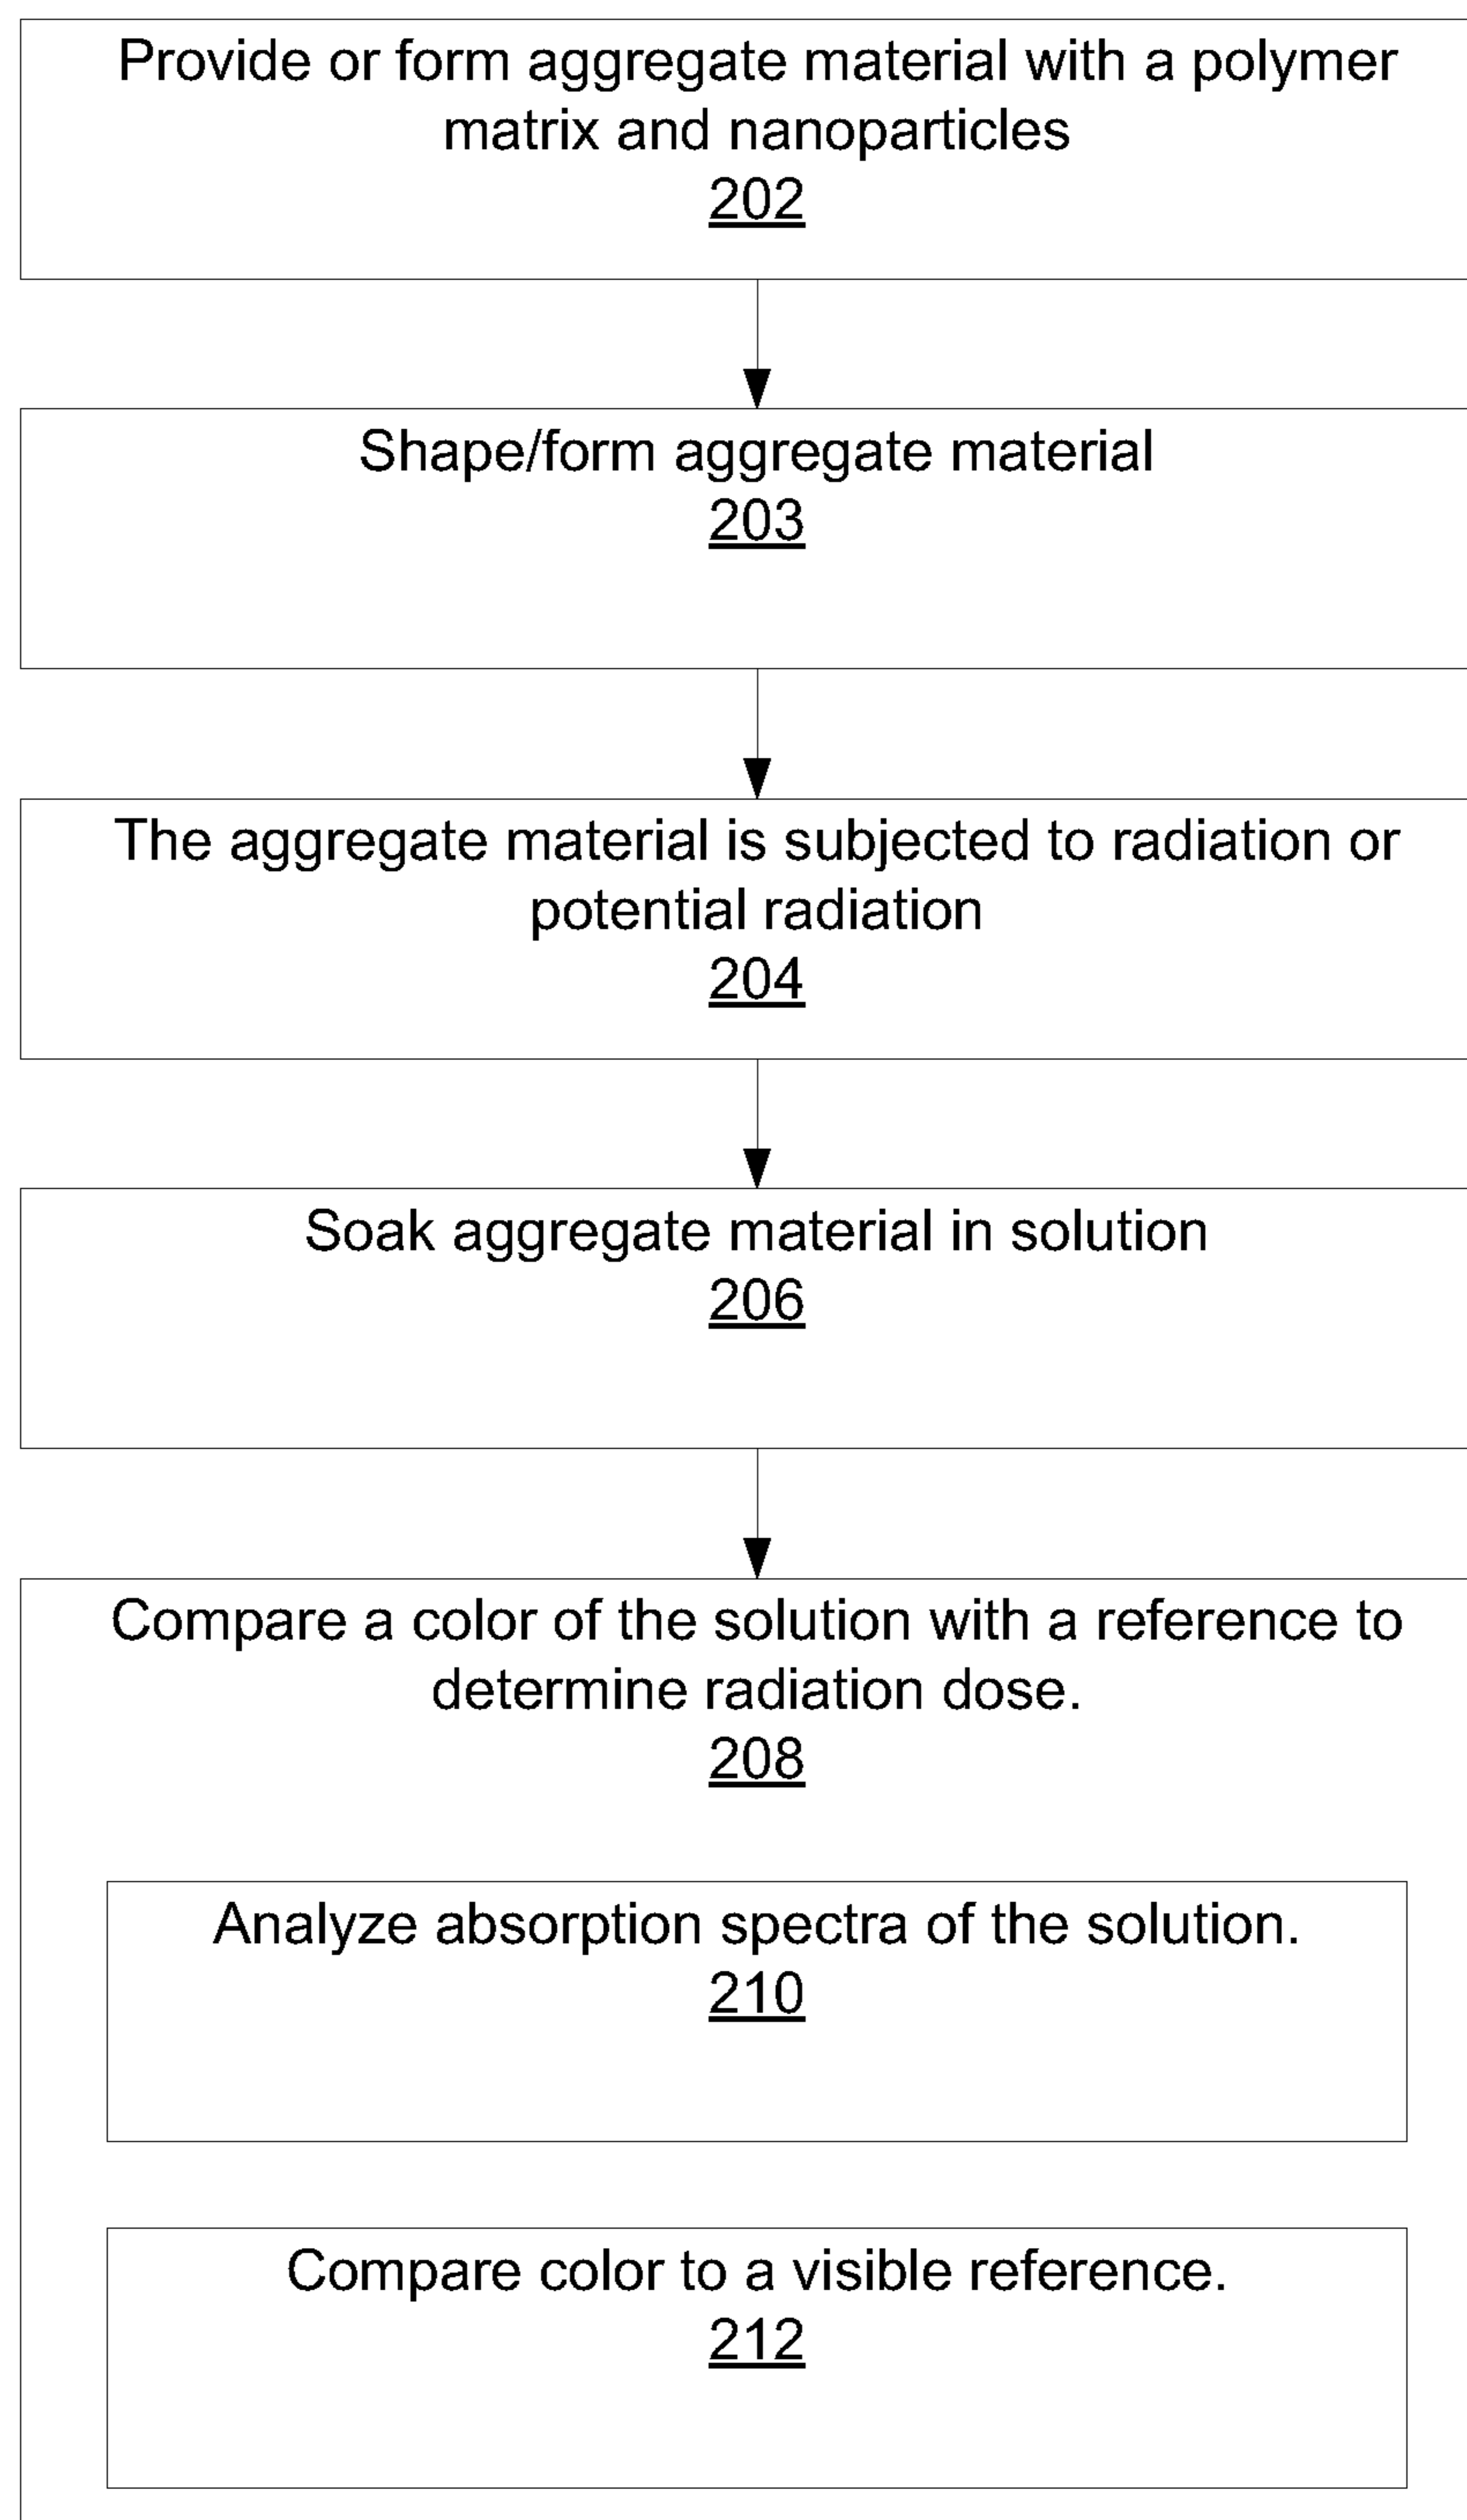 Provide or form aggregate material with a polymer
matrix and nanoparticles
202
Shape/form aggregate material
203
The aggregate material is subjected to radiation or
potential radiation
204
Soak aggregate material in solution
206
Compare a color of the solution with a reference to
determine radiation dose.
208
Analyze absorption spectra of the solution.
210
Compare color to a visible reference.
212